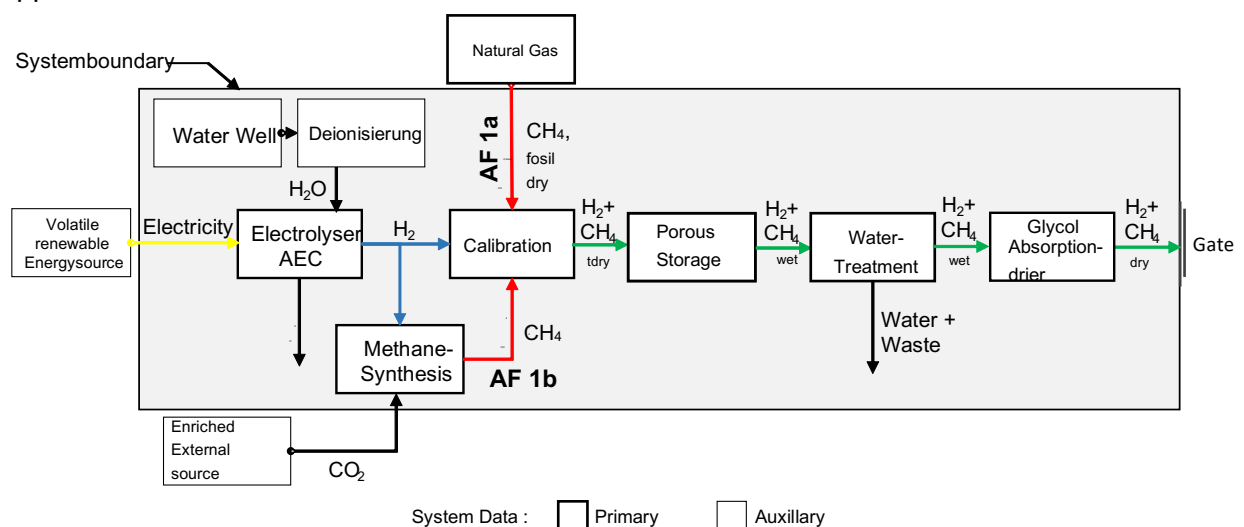 Natural Gas
Systemboundary
Water Well
Deionisierung
AF 1a
CH₄,
fosil
dry
H₂O
Volatile
renewable
Energysource
Electricity
Electrolyser
AEC
H₂
Calibration
H₂+
CH₄
tdry
Porous
Storage
H₂+
CH₄
wet
Water-
Treatment
H₂+
CH₄
wet
Glycol
Absorption-
drier
H₂+
CH₄
dry
Gate
Methane-
Synthesis
CH₄
AF 1b
Water +
Waste
Enriched
External
source
CO₂
System Data :
Primary
Auxillary